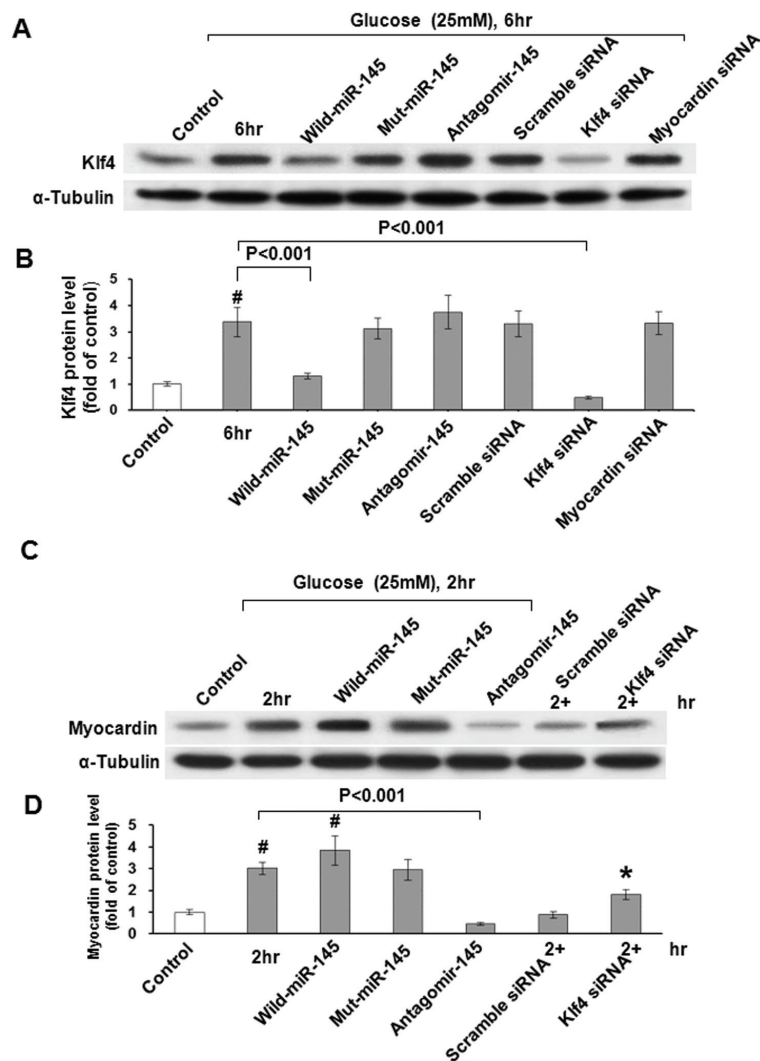 A
Glucose (25mM), 6hr
Control
6hr
Wild-miR-145
Mut-miR-145
Antagomir-145
Scramble siRNA
Klf4 siRNA
Myocardin siRNA
Klf4
α-Tubulin
B
P<0.001
P<0.001
Klf4 protein level
(fold of control)
5
4
3
2
1
0
#
Control
6hr
Wild-miR-145
Mut-miR-145
Antagomir-145
Scramble siRNA
Klf4 siRNA
Myocardin siRNA
C
Glucose (25mM), 2hr
Control
2hr
Wild-miR-145
Mut-miR-145
Antagomir-145
Scramble siRNA
2+
Klf4 siRNA
2+
hr
Myocardin
α-Tubulin
D
P<0.001
Myocardin protein level
(fold of control)
5
4
3
2
1
0
#
#
*
Control
2hr
Wild-miR-145
Mut-miR-145
Antagomir-145
Scramble siRNA
2+
Klf4 siRNA
2+
hr